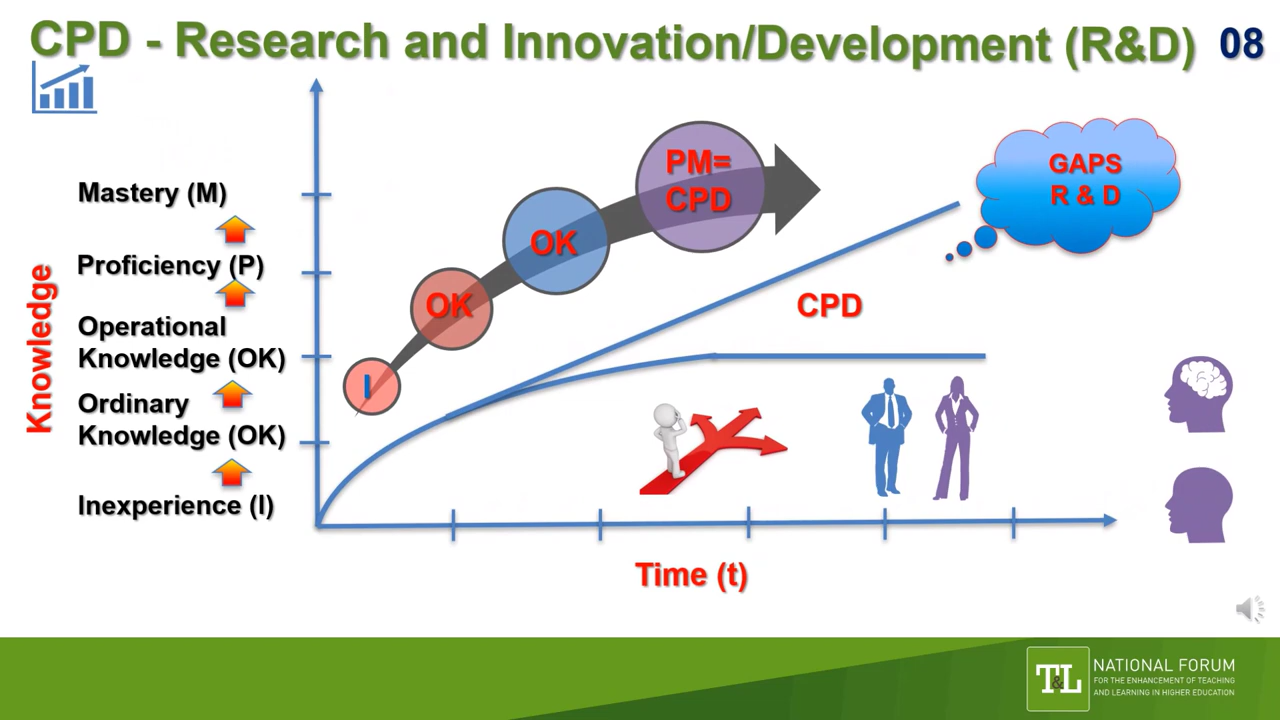 CPD - Research and Innovation/Development (R&D) 08
Mastery (M)
Proficiency (P)
Operational
Knowledge (OK)
Ordinary
Knowledge (OK)
Inexperience (I)
Knowledge
I
OK
OK
PM=
CPD
GAPS
R & D
CPD
Time (t)
T&L
NATIONAL FORUM
FOR THE ENHANCEMENT OF TEACHING
AND LEARNING IN HIGHER EDUCATION